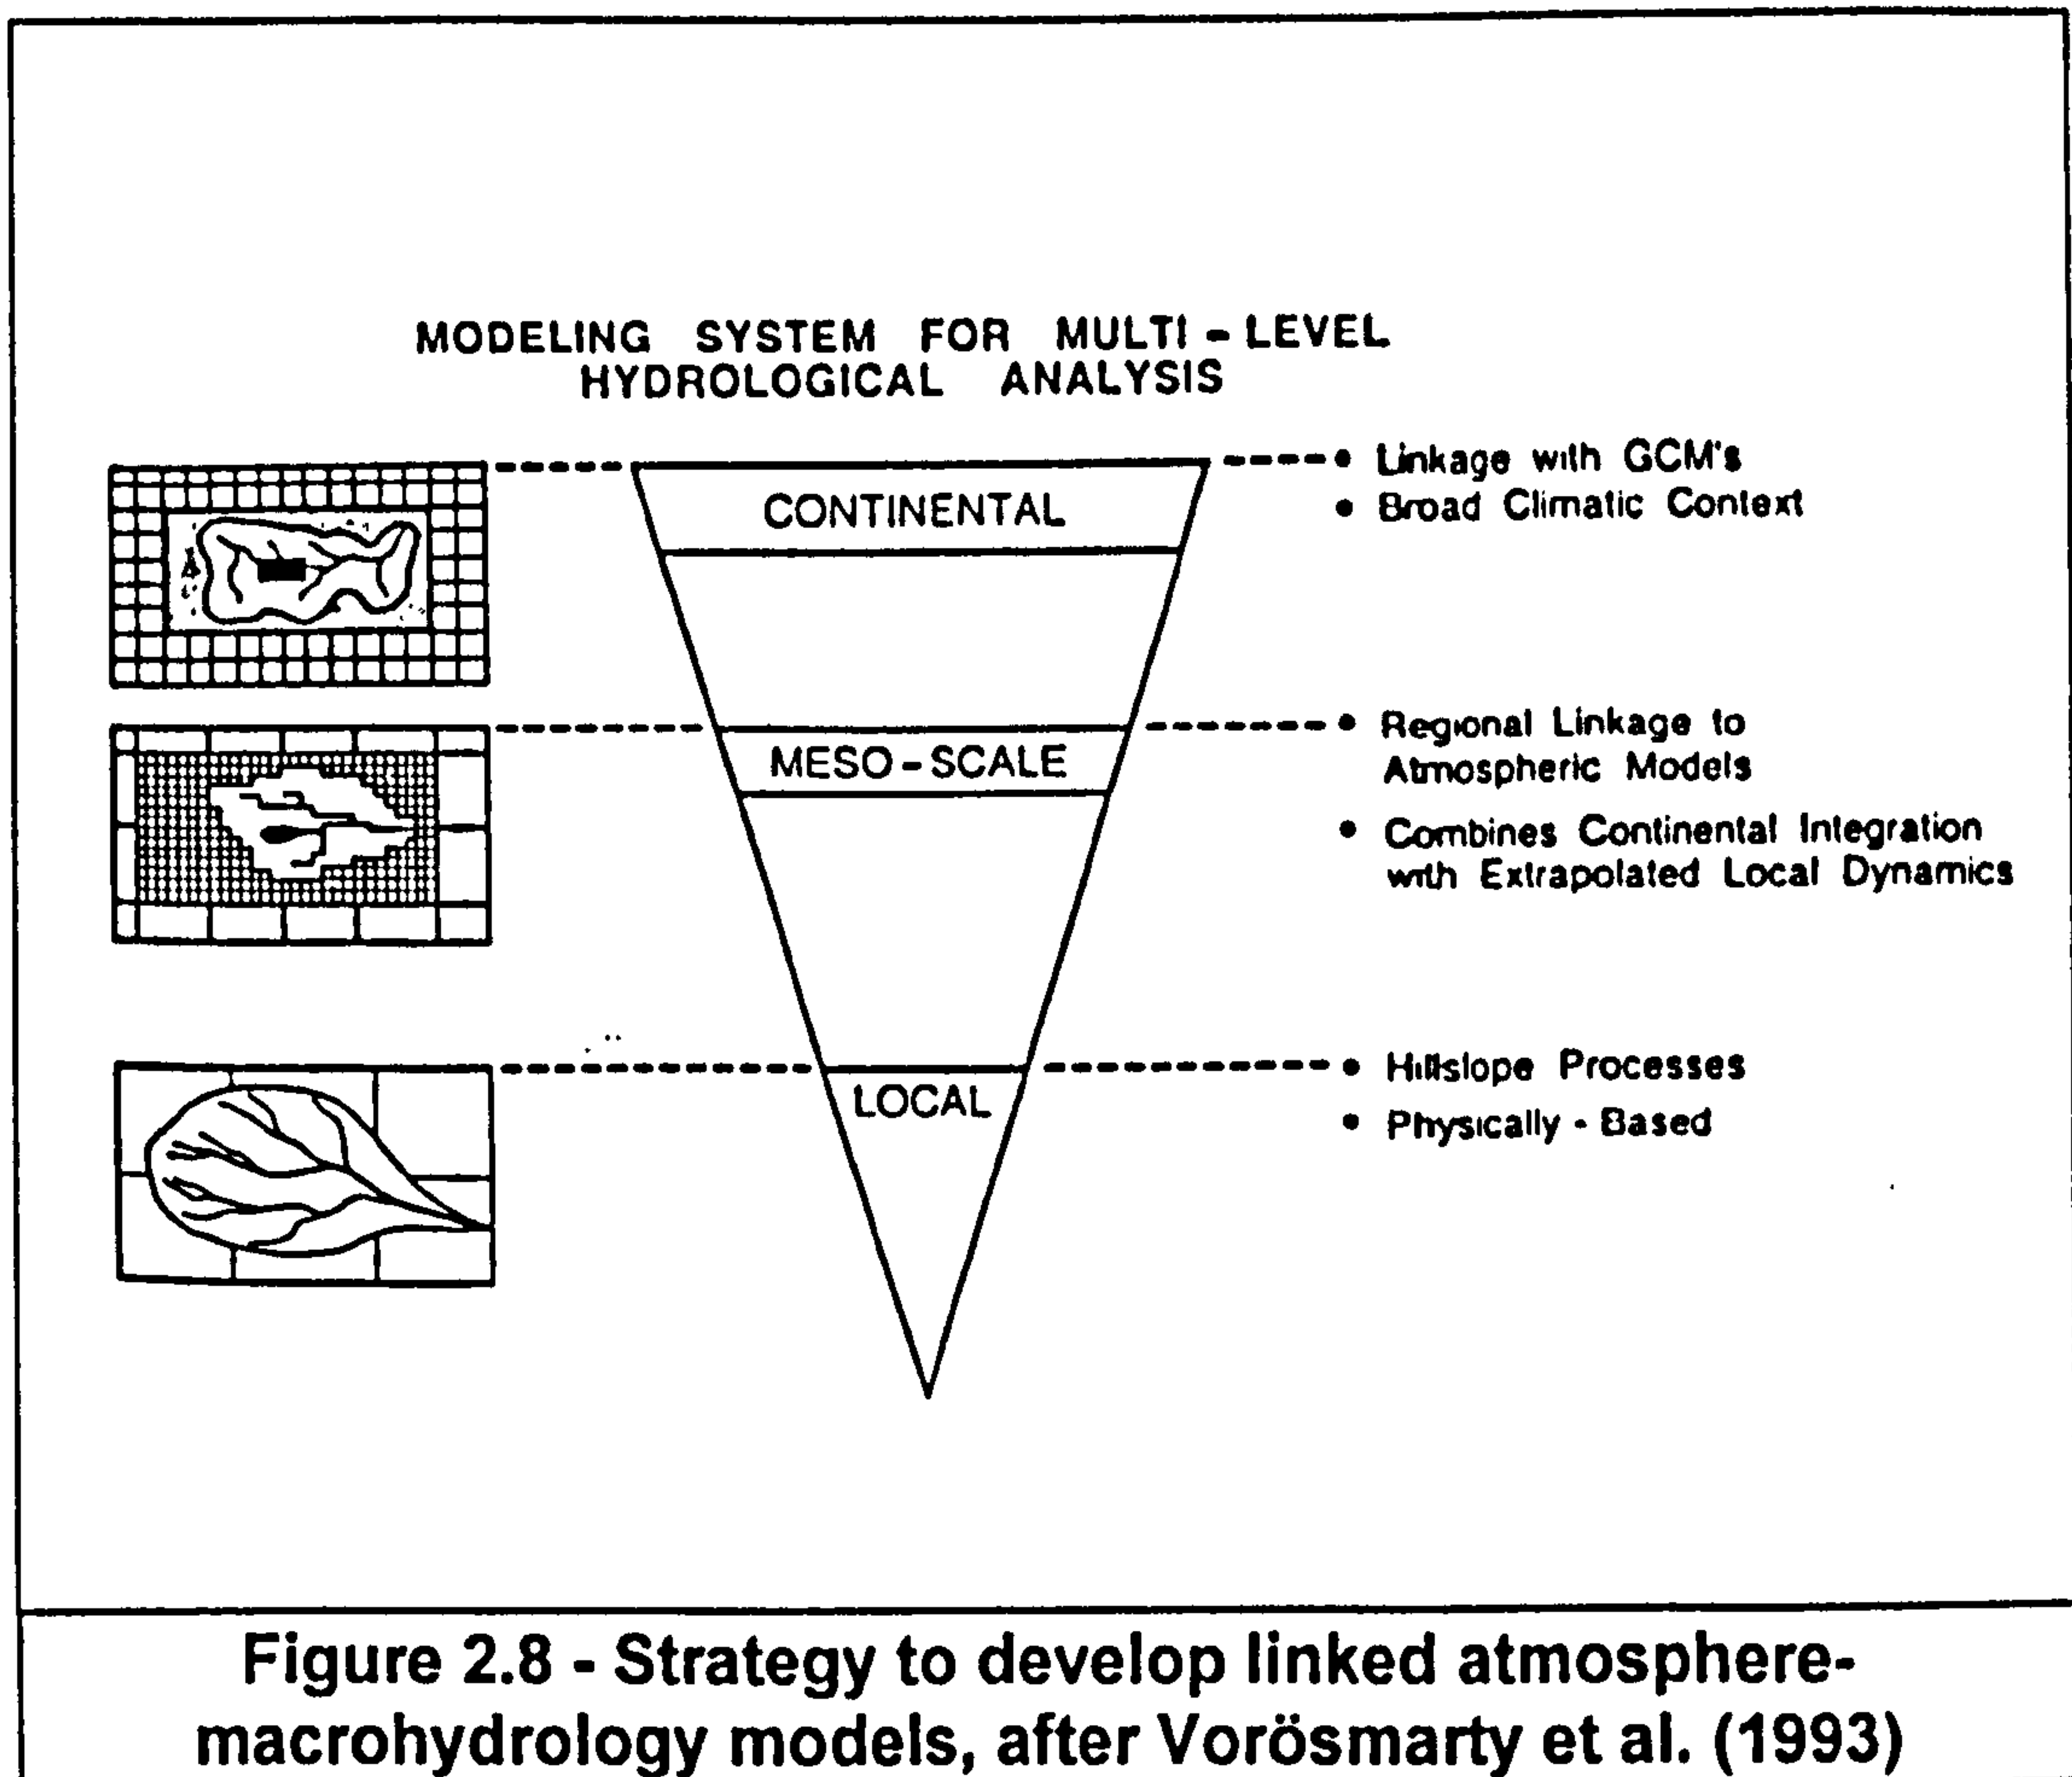 MODELING SYSTEM FOR MULTI - LEVEL
HYDROLOGICAL ANALYSIS
CONTINENTAL
• Linkage with GCM's
• Broad Climatic Context
MESO - SCALE
• Regional Linkage to
Atmospheric Models
• Combines Continental Integration
with Extrapolated Local Dynamics
LOCAL
• Hillslope Processes
• Physically - Based
Figure 2.8 - Strategy to develop linked atmosphere-
macrohydrology models, after Vorösmarty et al. (1993)